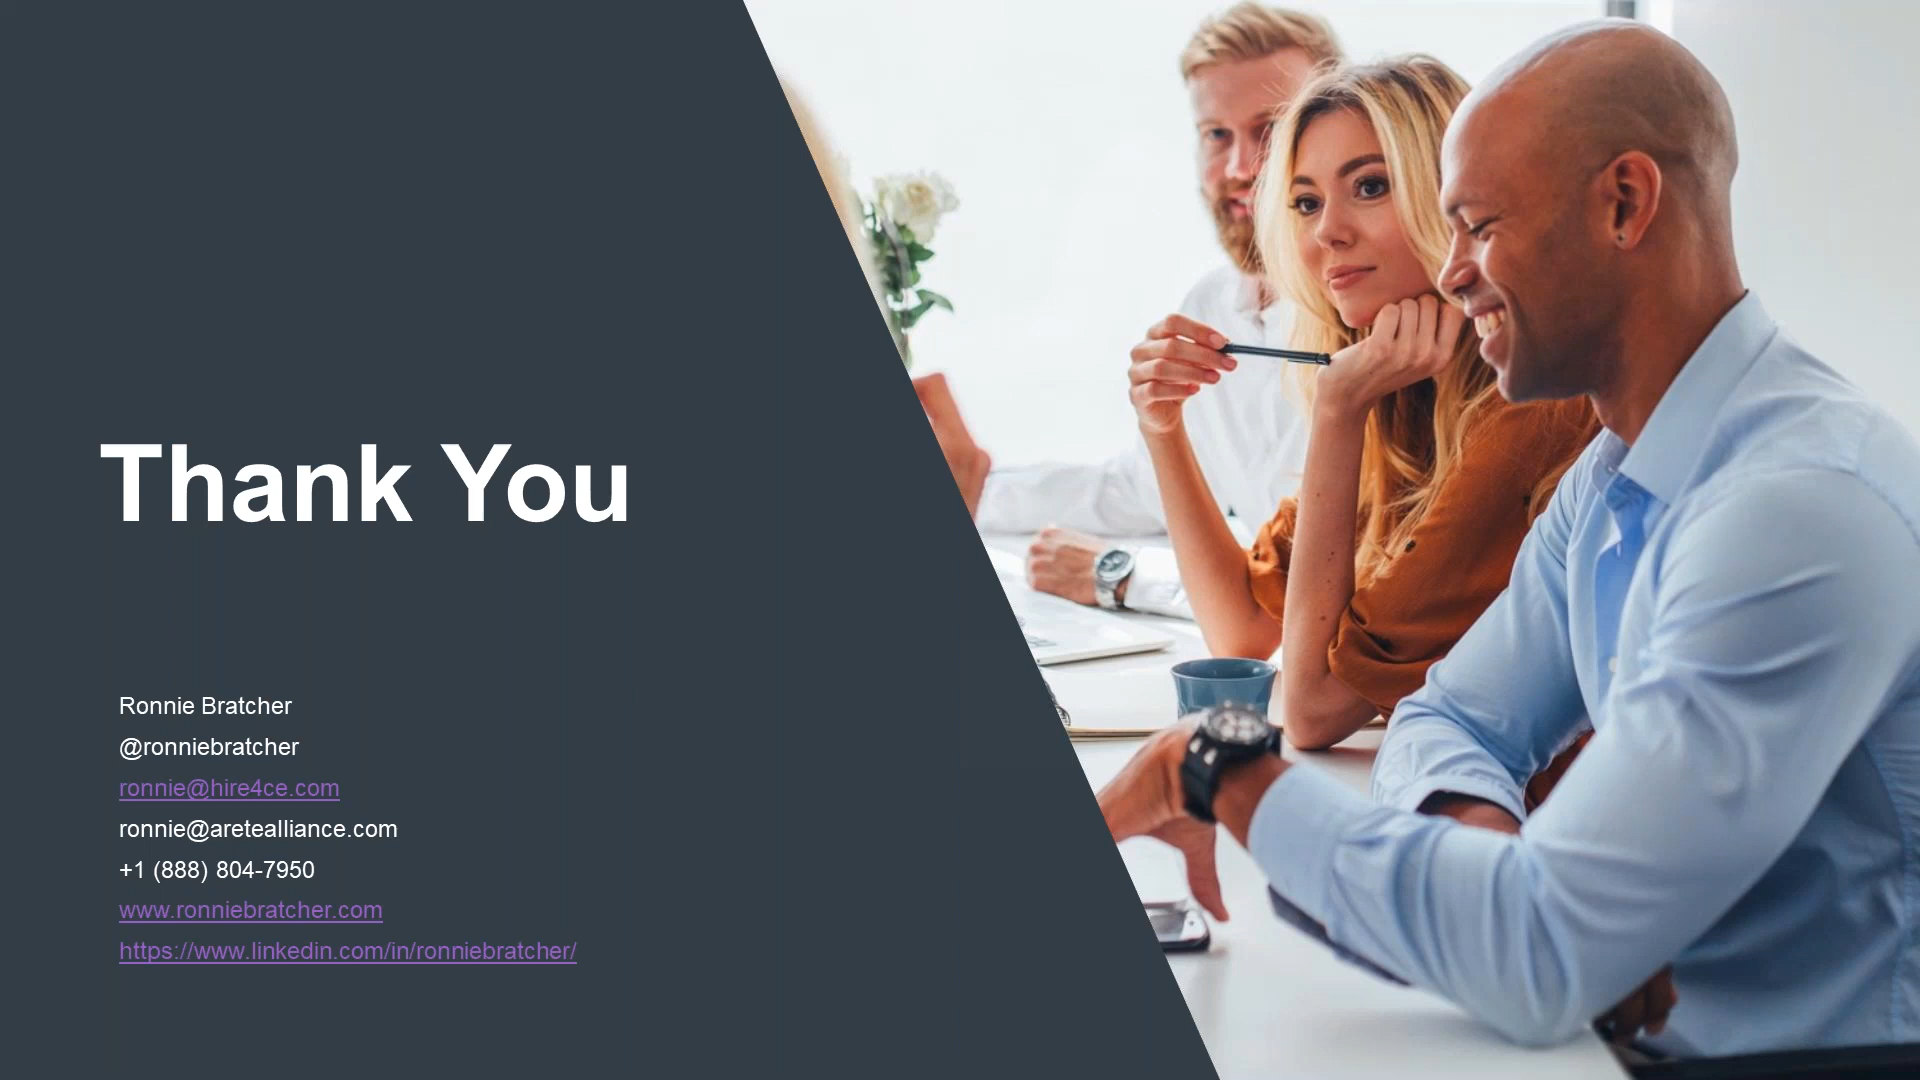 Thank You
Ronnie Bratcher
@ronniebratcher
ronnie@hire4ce.com
ronnie@aretealliance.com
+1 (888) 804-7950
www.ronniebratcher.com
https://www.linkedin.com/in/ronniebratcher/